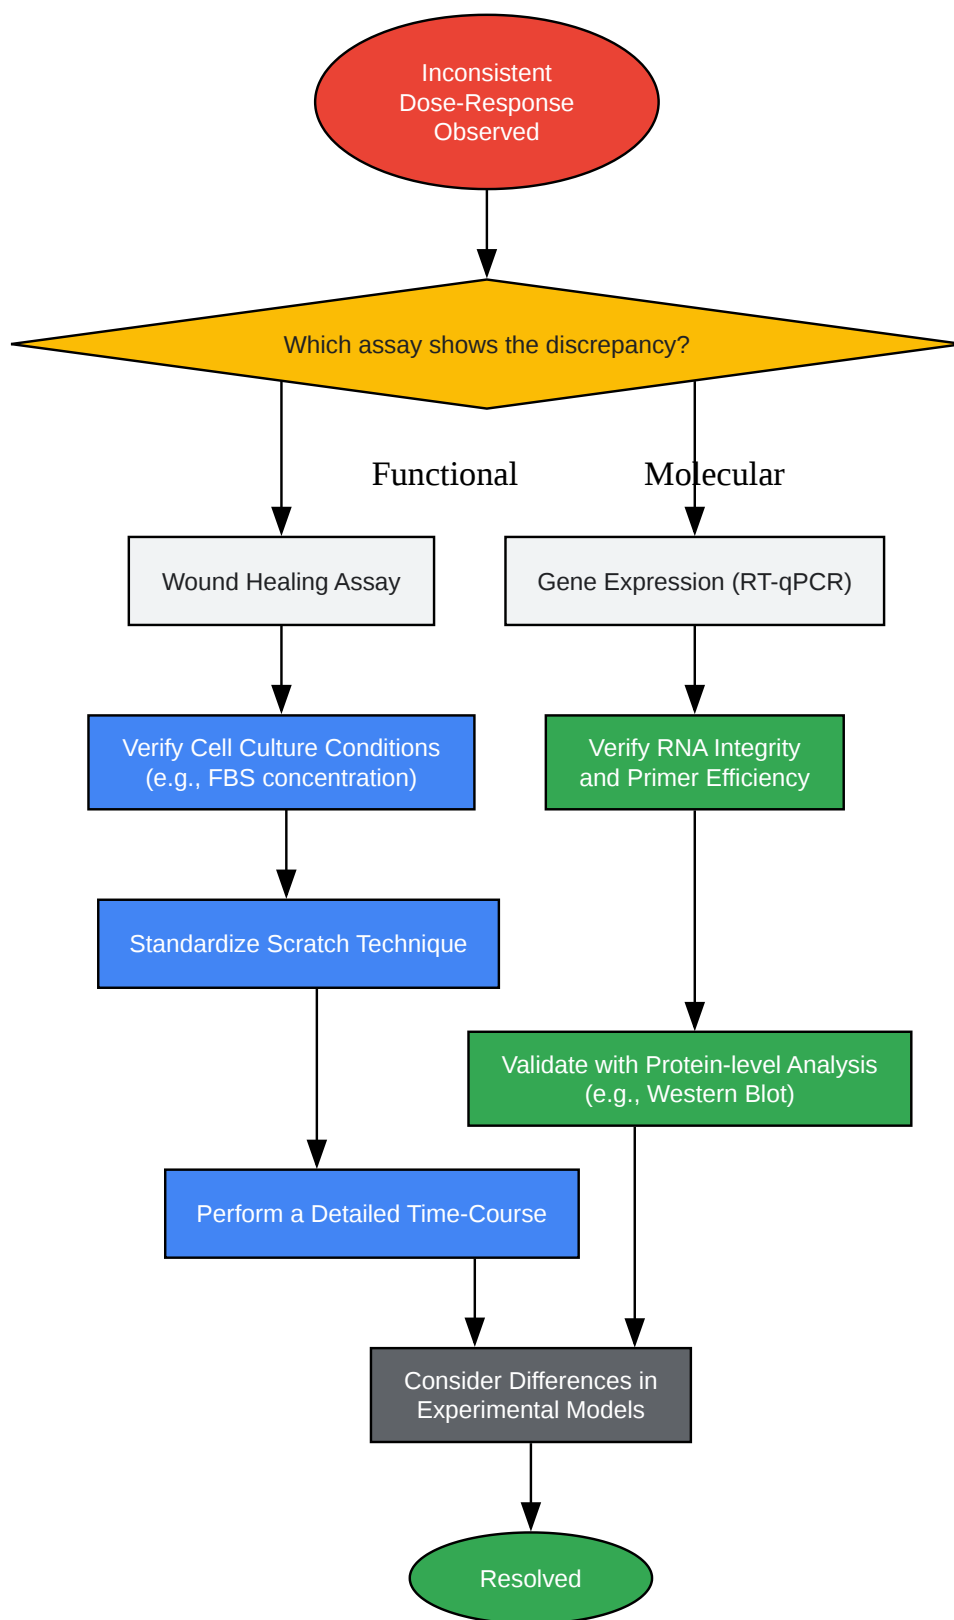 Inconsistent
Dose-Response
Observed
Which assay shows the discrepancy?
Functional
Molecular
Wound Healing Assay
Gene Expression (RT-qPCR)
Verify Cell Culture Conditions
(e.g., FBS concentration)
Verify RNA Integrity
and Primer Efficiency
Standardize Scratch Technique
Validate with Protein-level Analysis
(e.g., Western Blot)
Perform a Detailed Time-Course
Consider Differences in
Experimental Models
Resolved